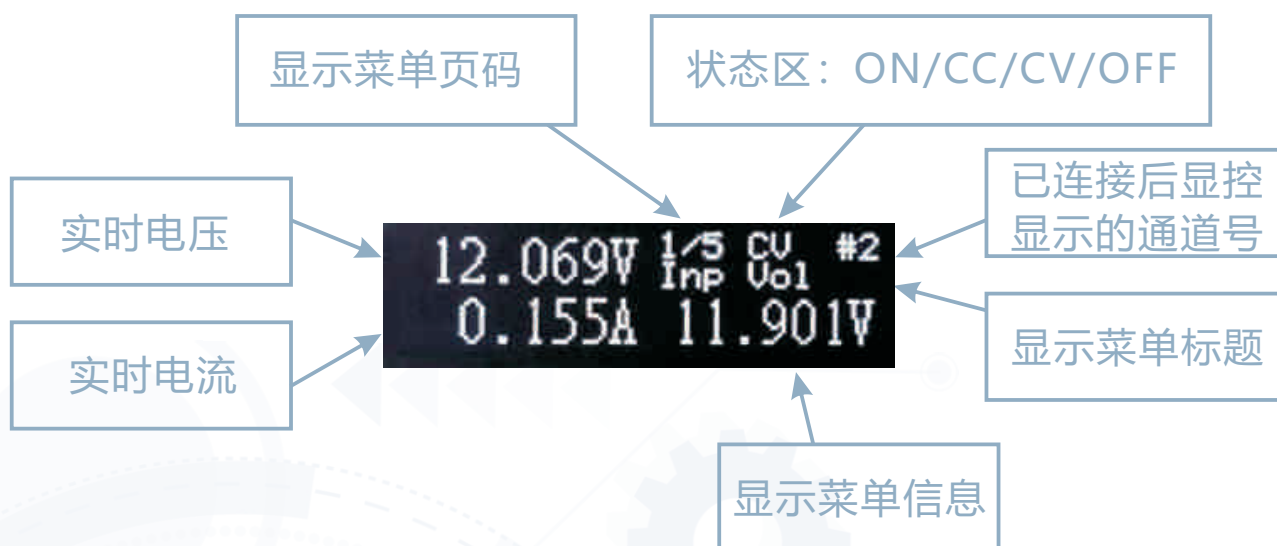 显示菜单页码
状态区：ON/CC/CV/OFF
已连接后显控
显示的通道号
实时电压
12.069V 1/5 CV #2
Inp Vol
0.155A 11.901V
显示菜单标题
实时电流
显示菜单信息